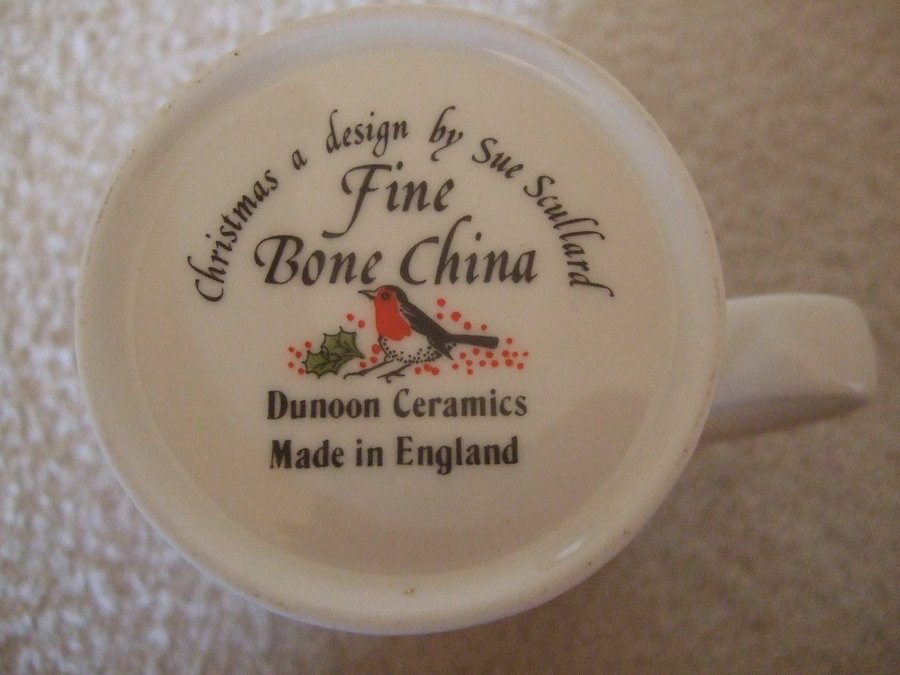 Christmas a design by Sue Scullard
Fine
Bone China
Dunoon Ceramics
Made in England